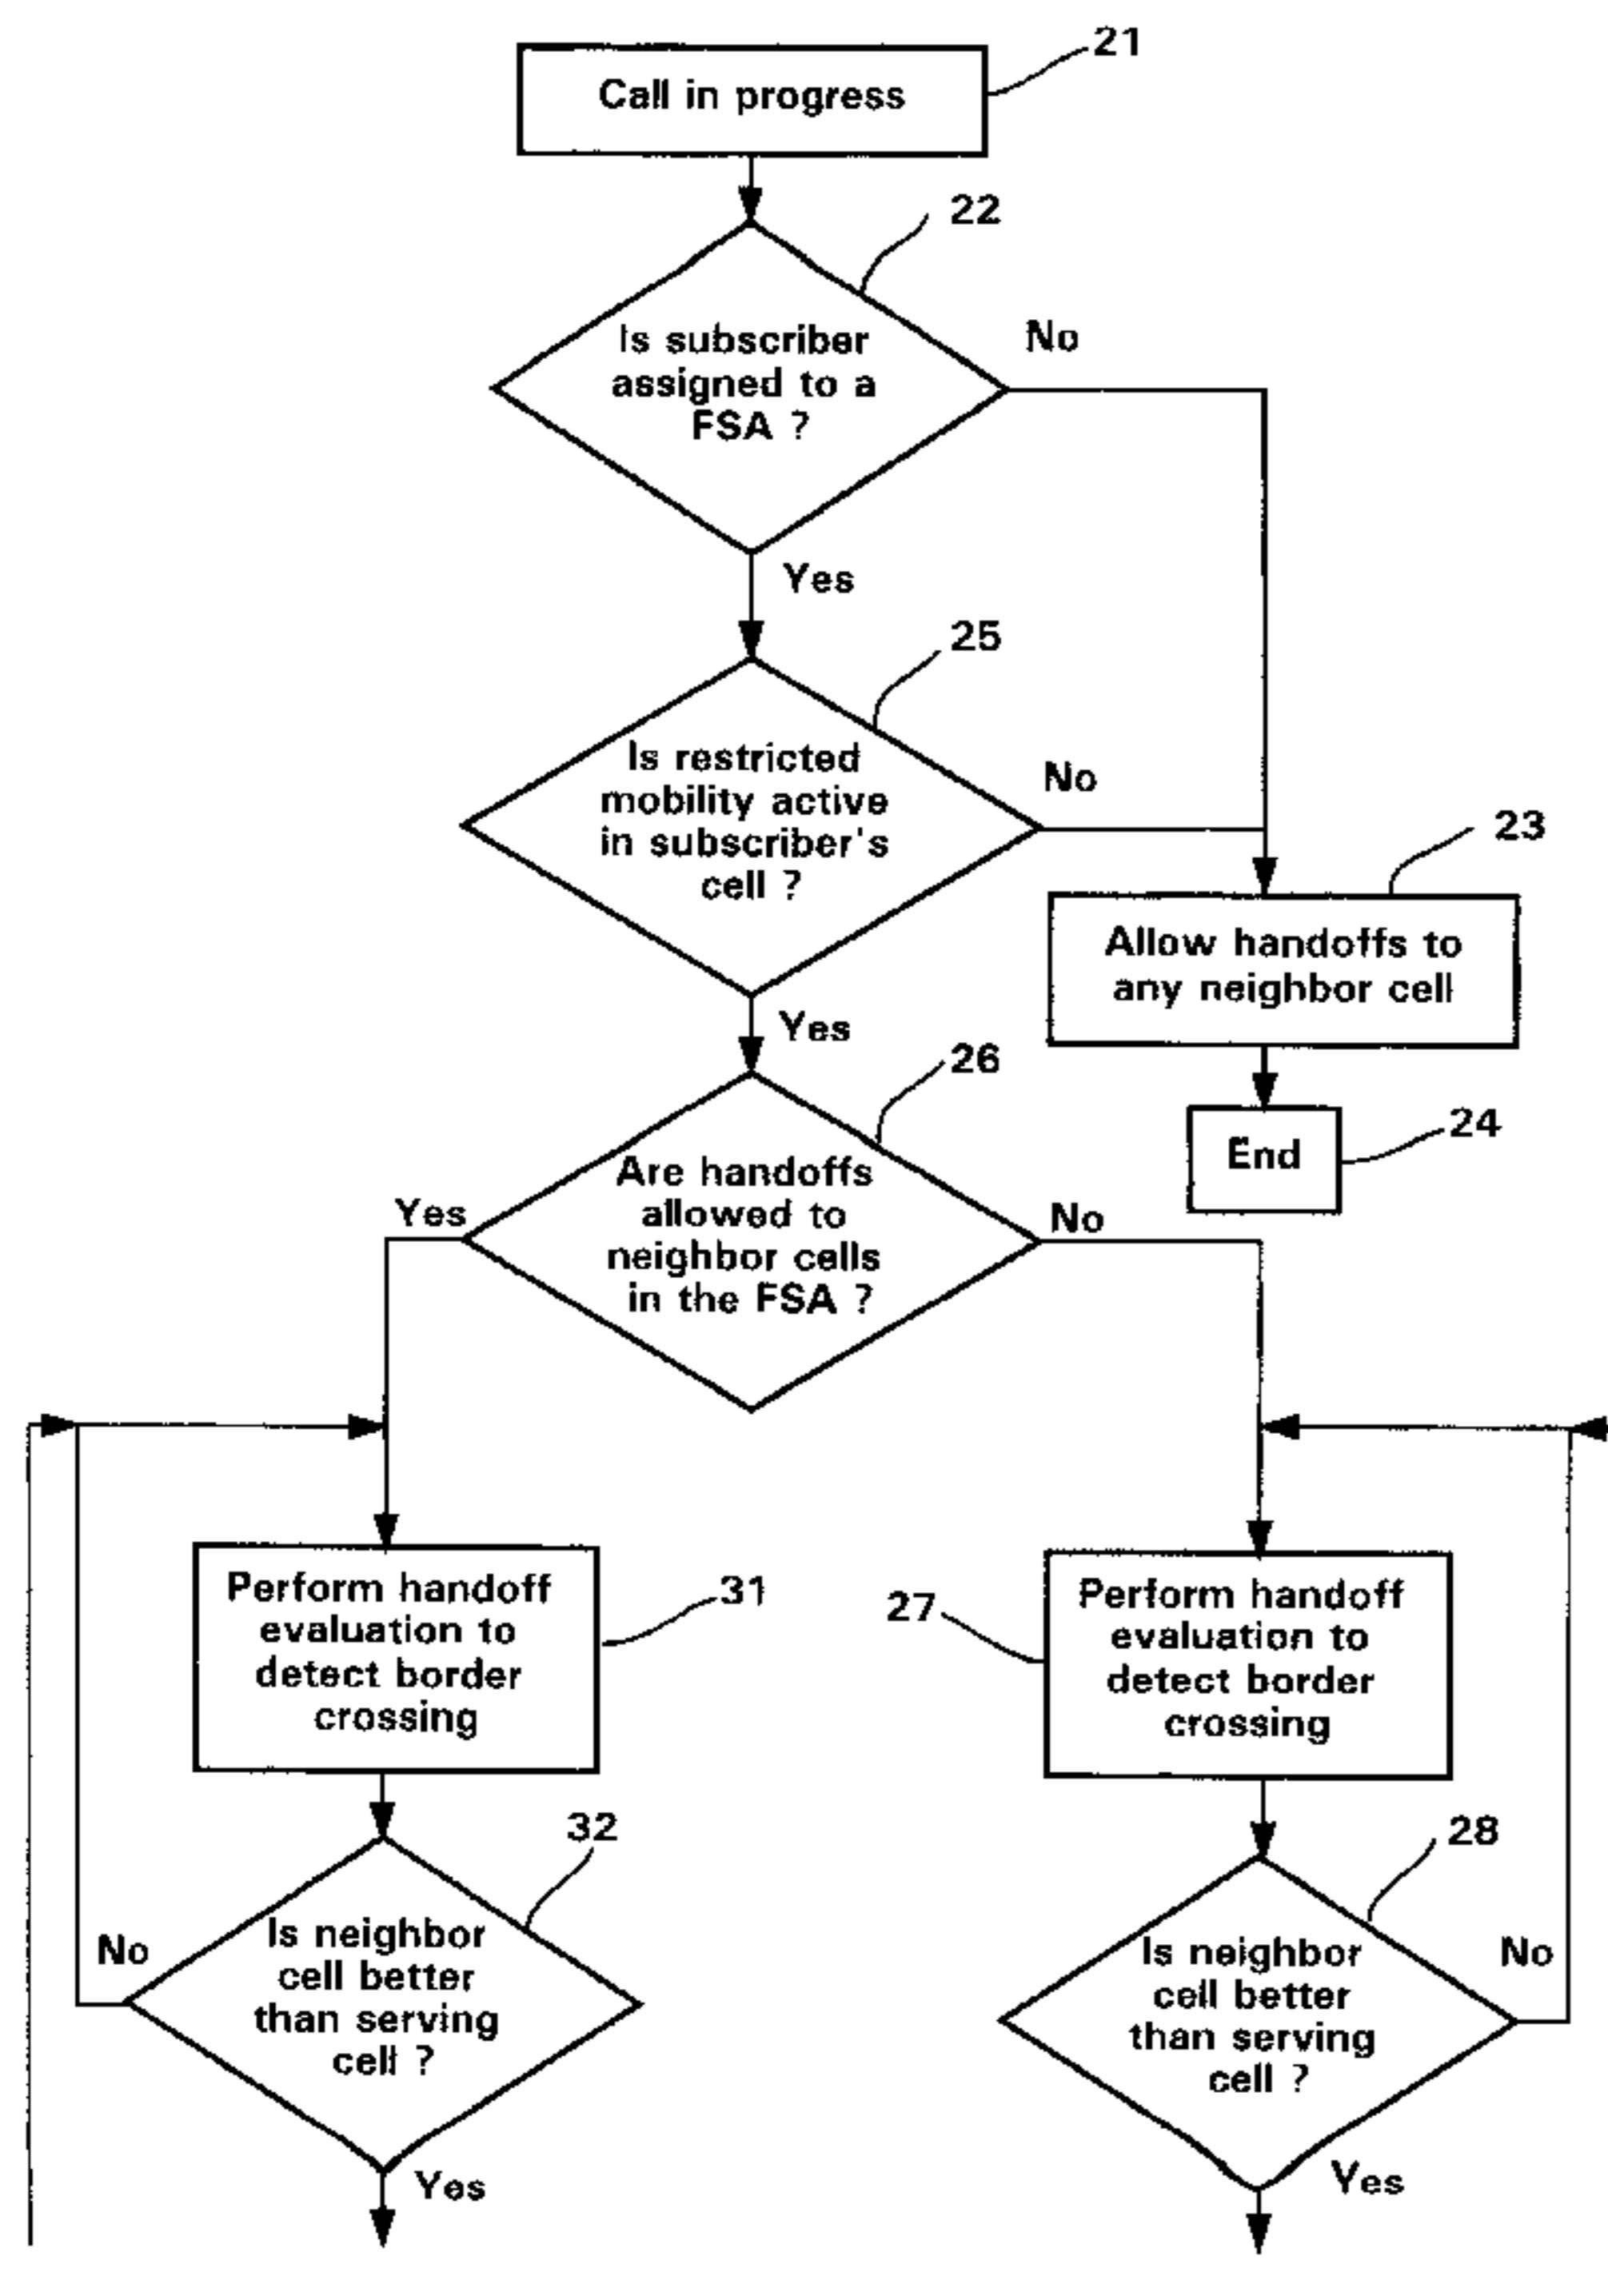 Call in progress
21
22
Is subscriber
assigned to a
FSA ?
No
Yes
25
Is restricted
mobility active
in subscriber's
cell ?
No
23
Allow handoffs to
any neighbor cell
Yes
26
24
End
Are handoffs
allowed to
neighbor cells
in the FSA ?
Yes
No
Perform handoff
evaluation to
detect border
crossing
31
27
Perform handoff
evaluation to
detect border
crossing
32
28
No
Is neighbor
cell better
than serving
cell ?
Is neighbor
cell better
than serving
cell ?
No
Yes
Yes